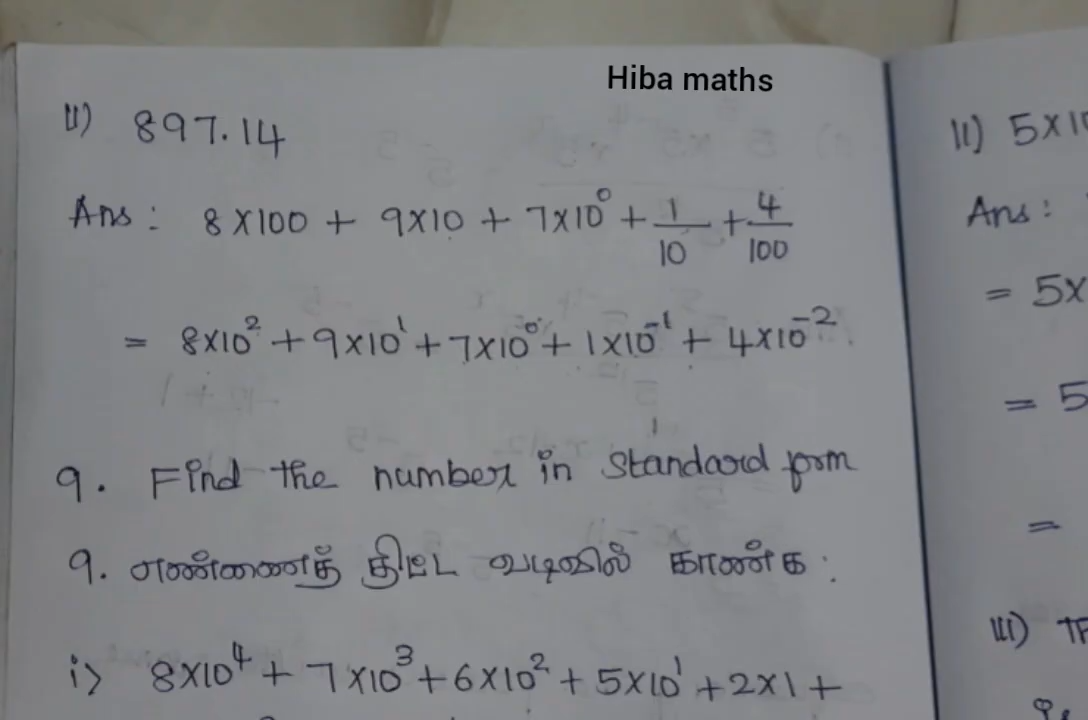 Hiba maths
II) 897.14
Ans : 8×100 + 9×10 + 7×10⁰ + 1/10 + 4/100
= 8×10² + 9×10¹ + 7×10⁰ + 1×10⁻¹ + 4×10⁻²
9. Find the number in Standard form
9. எண்ணைத் திட்ட வடிவில் காண்க :
i) 8×10⁴ + 7×10³ + 6×10² + 5×10¹ + 2×1 +
II) 5×10
Ans :
= 5×
= 5
=
III) TF